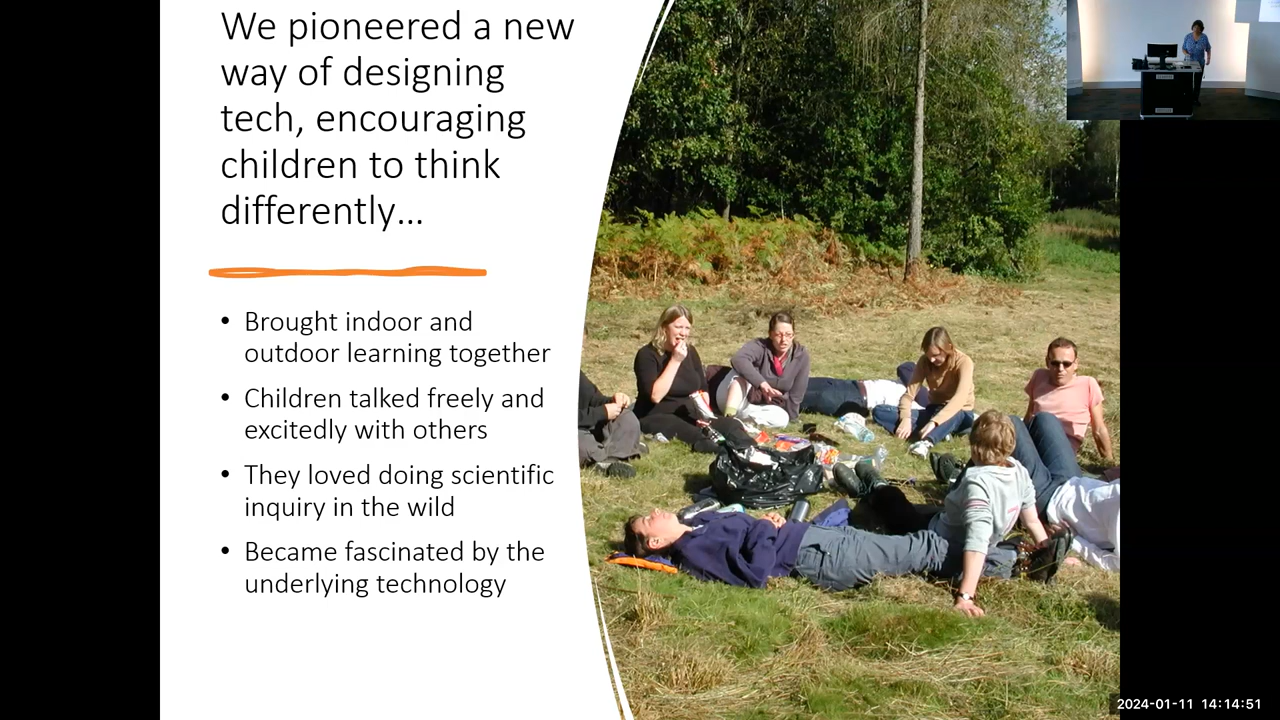 We pioneered a new
way of designing
tech, encouraging
children to think
differently...
• Brought indoor and
outdoor learning together
• Children talked freely and
excitedly with others
• They loved doing scientific
inquiry in the wild
• Became fascinated by the
underlying technology
2024-01-11 14:14:51